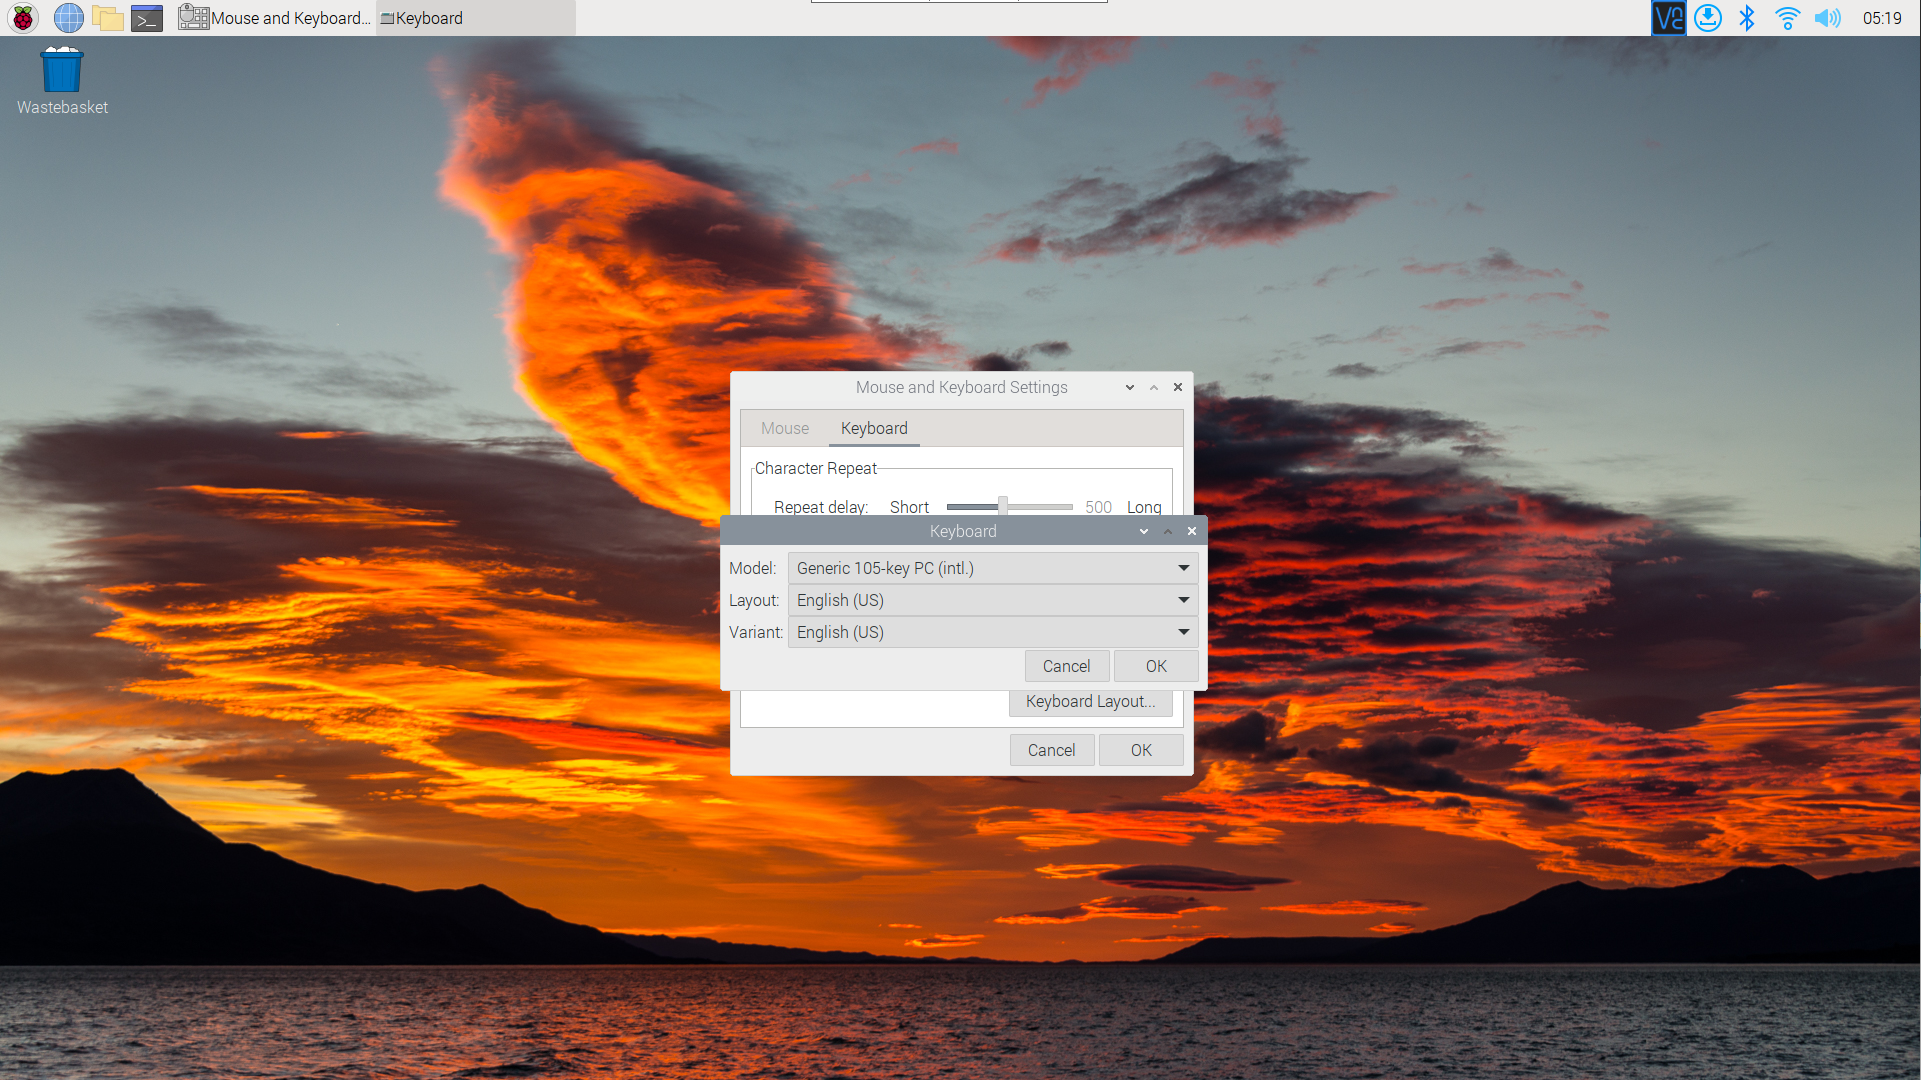 Mouse and Keyboard...
Keyboard
05:19
Wastebasket
Mouse and Keyboard Settings
Mouse
Keyboard
Character Repeat
Repeat delay: Short 500 Long
Keyboard
Model: Generic 105-key PC (intl.)
Layout: English (US)
Variant: English (US)
Cancel OK
Keyboard Layout...
Cancel OK